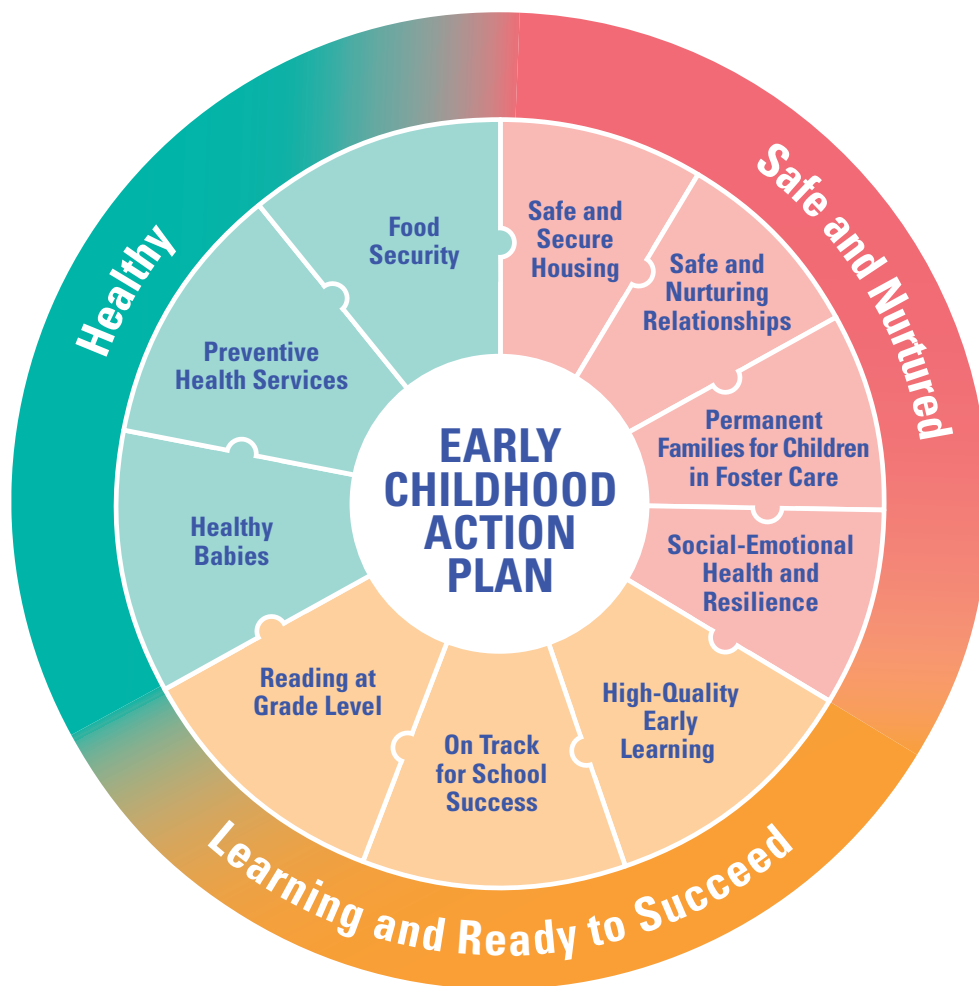 EARLY
CHILDHOOD
ACTION
PLAN
Healthy
Food
Security
Preventive
Health Services
Healthy
Babies
Safe and Nurtured
Safe and
Secure
Housing
Safe and
Nurturing
Relationships
Permanent
Families for Children
in Foster Care
Social-Emotional
Health and
Resilience
Learning and Ready to Succeed
High-Quality
Early
Learning
On Track
for School
Success
Reading at
Grade Level